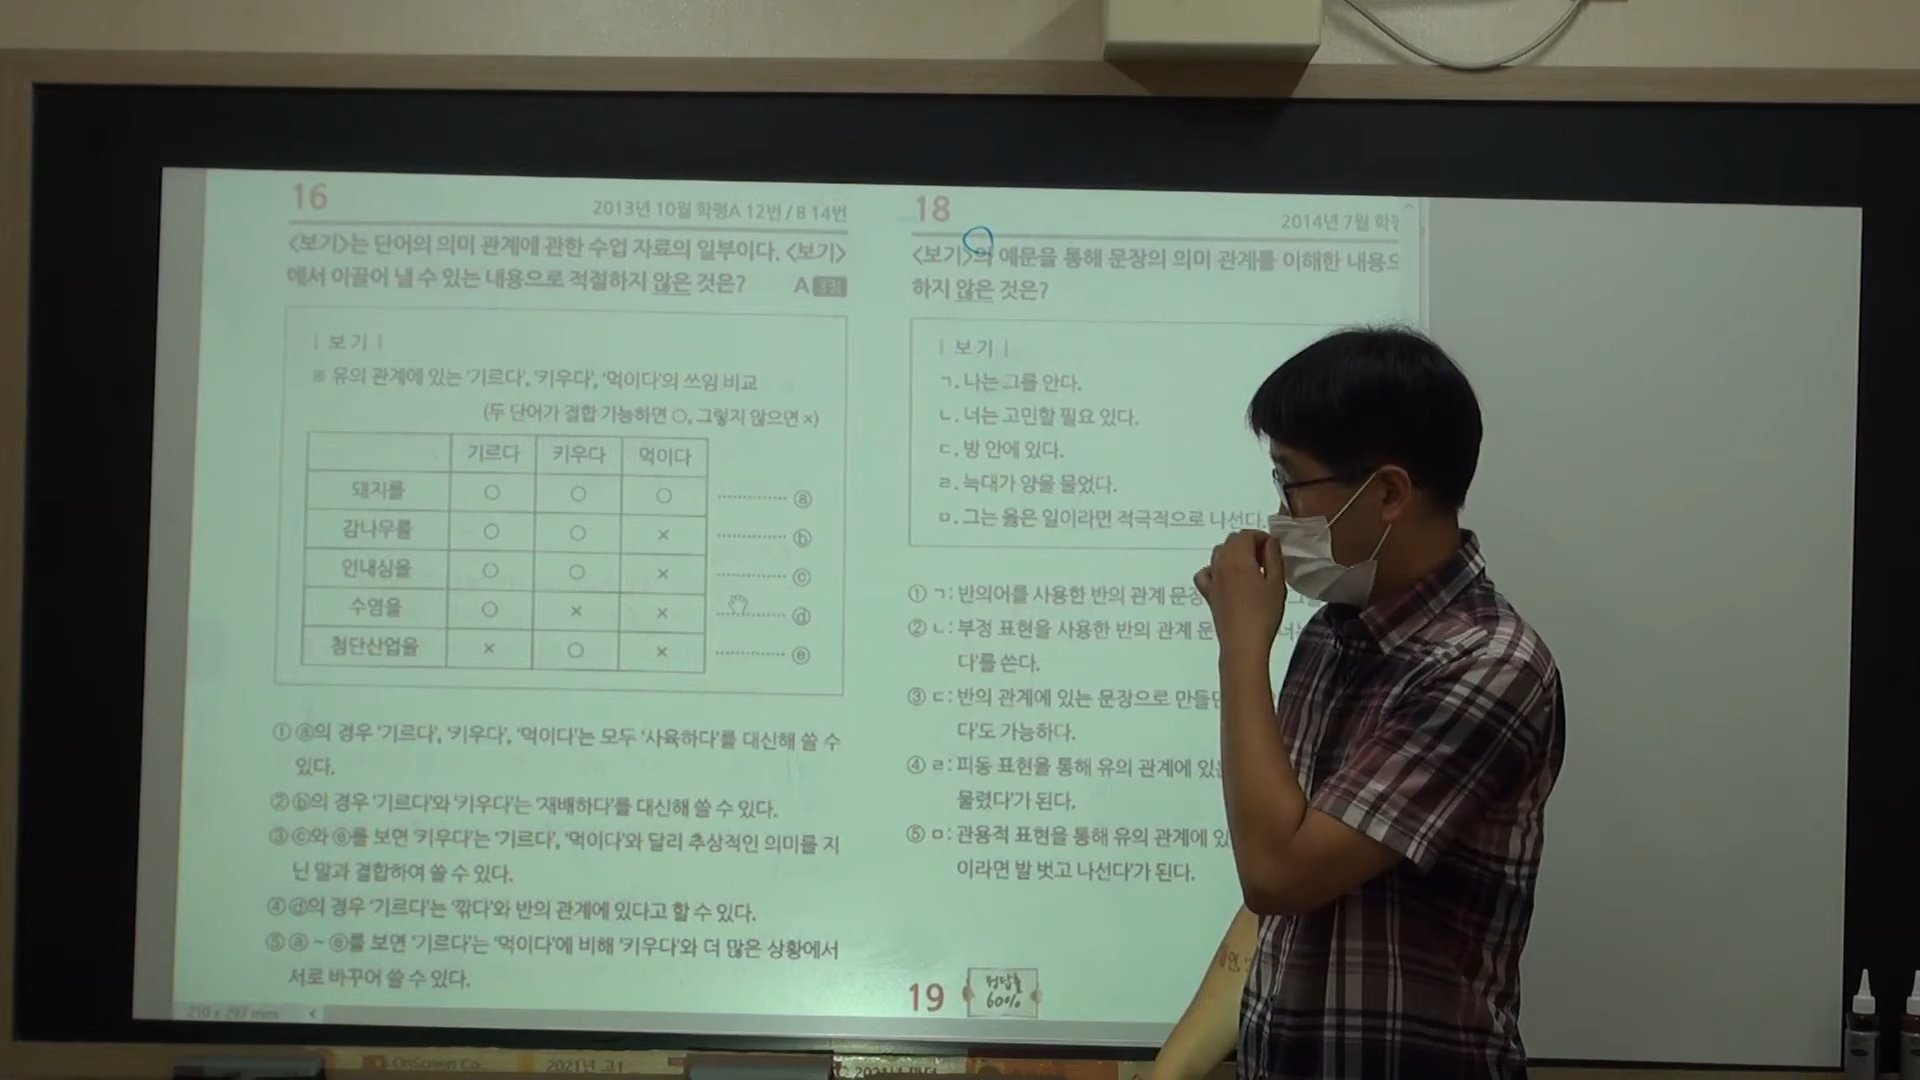 16
2013년 10월 학평A 12번 / B 14번
<보기>는 단어의 의미 관계에 관한 수업 자료의 일부이다. <보기>
에서 이끌어 낼 수 있는 내용으로 적절하지 않은 것은? A 3점
| 보 기 |
※ 유의 관계에 있는 '기르다', '키우다', '먹이다'의 쓰임 비교
(두 단어가 결합 가능하면 ○, 그렇지 않으면 ×)
기르다 키우다 먹이다
돼지를 ○ ○ ○ ············· ⓐ
감나무를 ○ ○ × ············· ⓑ
인내심을 ○ ○ × ············· ⓒ
수염을 ○ × × ············· ⓓ
첨단산업을 × ○ × ············· ⓔ
① ⓐ의 경우 '기르다', '키우다', '먹이다'는 모두 '사육하다'를 대신해 쓸 수
있다.
② ⓑ의 경우 '기르다'와 '키우다'는 '재배하다'를 대신해 쓸 수 있다.
③ ⓒ와 ⓔ를 보면 '키우다'는 '기르다', '먹이다'와 달리 추상적인 의미를 지
닌 말과 결합하여 쓸 수 있다.
④ ⓓ의 경우 '기르다'는 '깎다'와 반의 관계에 있다고 할 수 있다.
⑤ ⓐ ~ ⓔ를 보면 '기르다'는 '먹이다'에 비해 '키우다'와 더 많은 상황에서
서로 바꾸어 쓸 수 있다.
210 x 297 mm
18
2014년 7월 학평
<보기>의 예문을 통해 문장의 의미 관계를 이해한 내용으
하지 않은 것은?
| 보 기 |
ㄱ. 나는 그를 안다.
ㄴ. 너는 고민할 필요 있다.
ㄷ. 방 안에 있다.
ㄹ. 늑대가 양을 물었다.
ㅁ. 그는 옳은 일이라면 적극적으로 나선다.
① ㄱ: 반의어를 사용한 반의 관계 문장
② ㄴ: 부정 표현을 사용한 반의 관계 문 너는
다'를 쓴다.
③ ㄷ: 반의 관계에 있는 문장으로 만들면
다'도 가능하다.
④ ㄹ: 피동 표현을 통해 유의 관계에 있는
물렸다'가 된다.
⑤ ㅁ: 관용적 표현을 통해 유의 관계에 있
이라면 발 벗고 나선다'가 된다.
19 정답률
60%
OnScreen Co. 2021년 고1